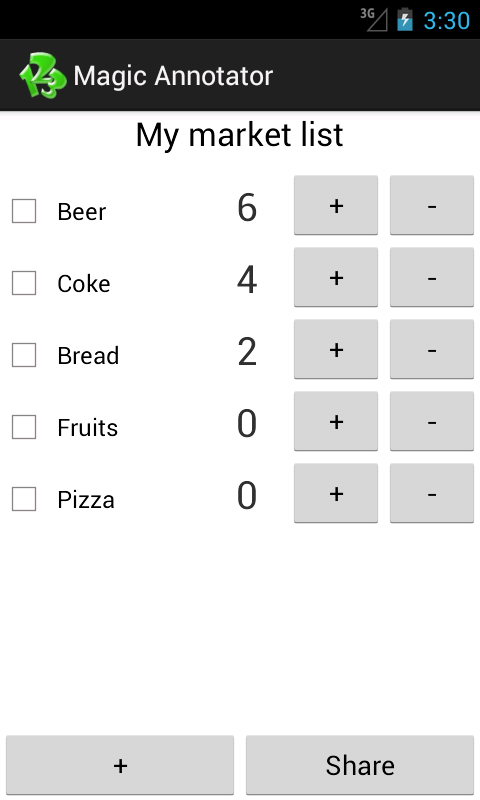 3G 3:30
Magic Annotator
My market list
Beer 6 + -
Coke 4 + -
Bread 2 + -
Fruits 0 + -
Pizza 0 + -
+ Share